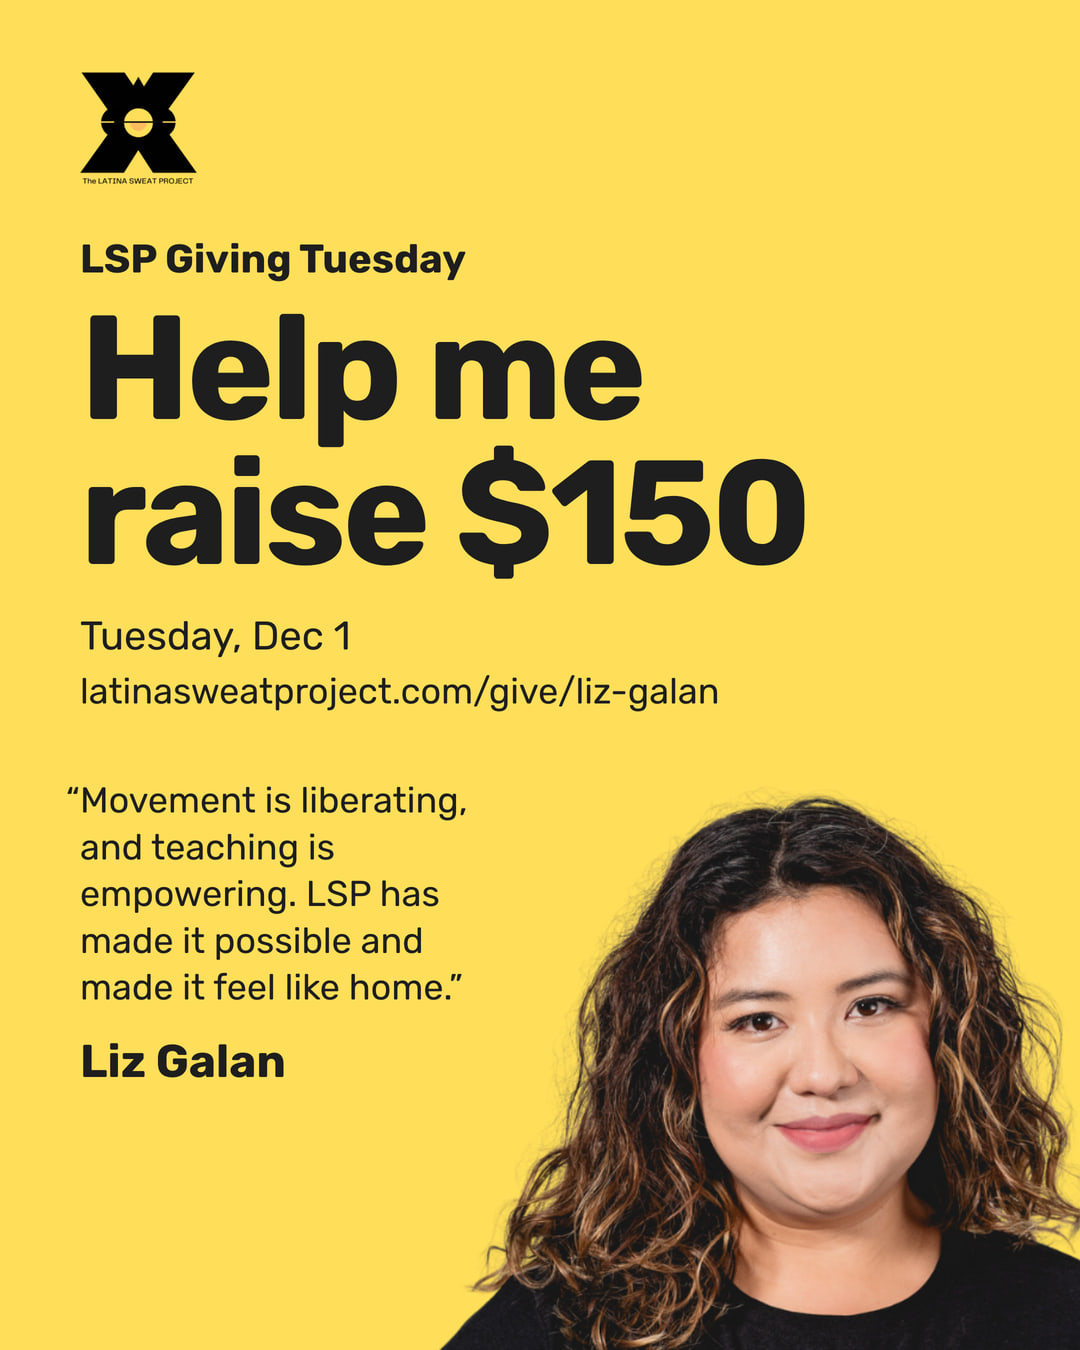 The LATINA SWEAT PROJECT
LSP Giving Tuesday
Help me
raise $150
Tuesday, Dec 1
latinasweatproject.com/give/liz-galan
“Movement is liberating,
and teaching is
empowering. LSP has
made it possible and
made it feel like home.”
Liz Galan